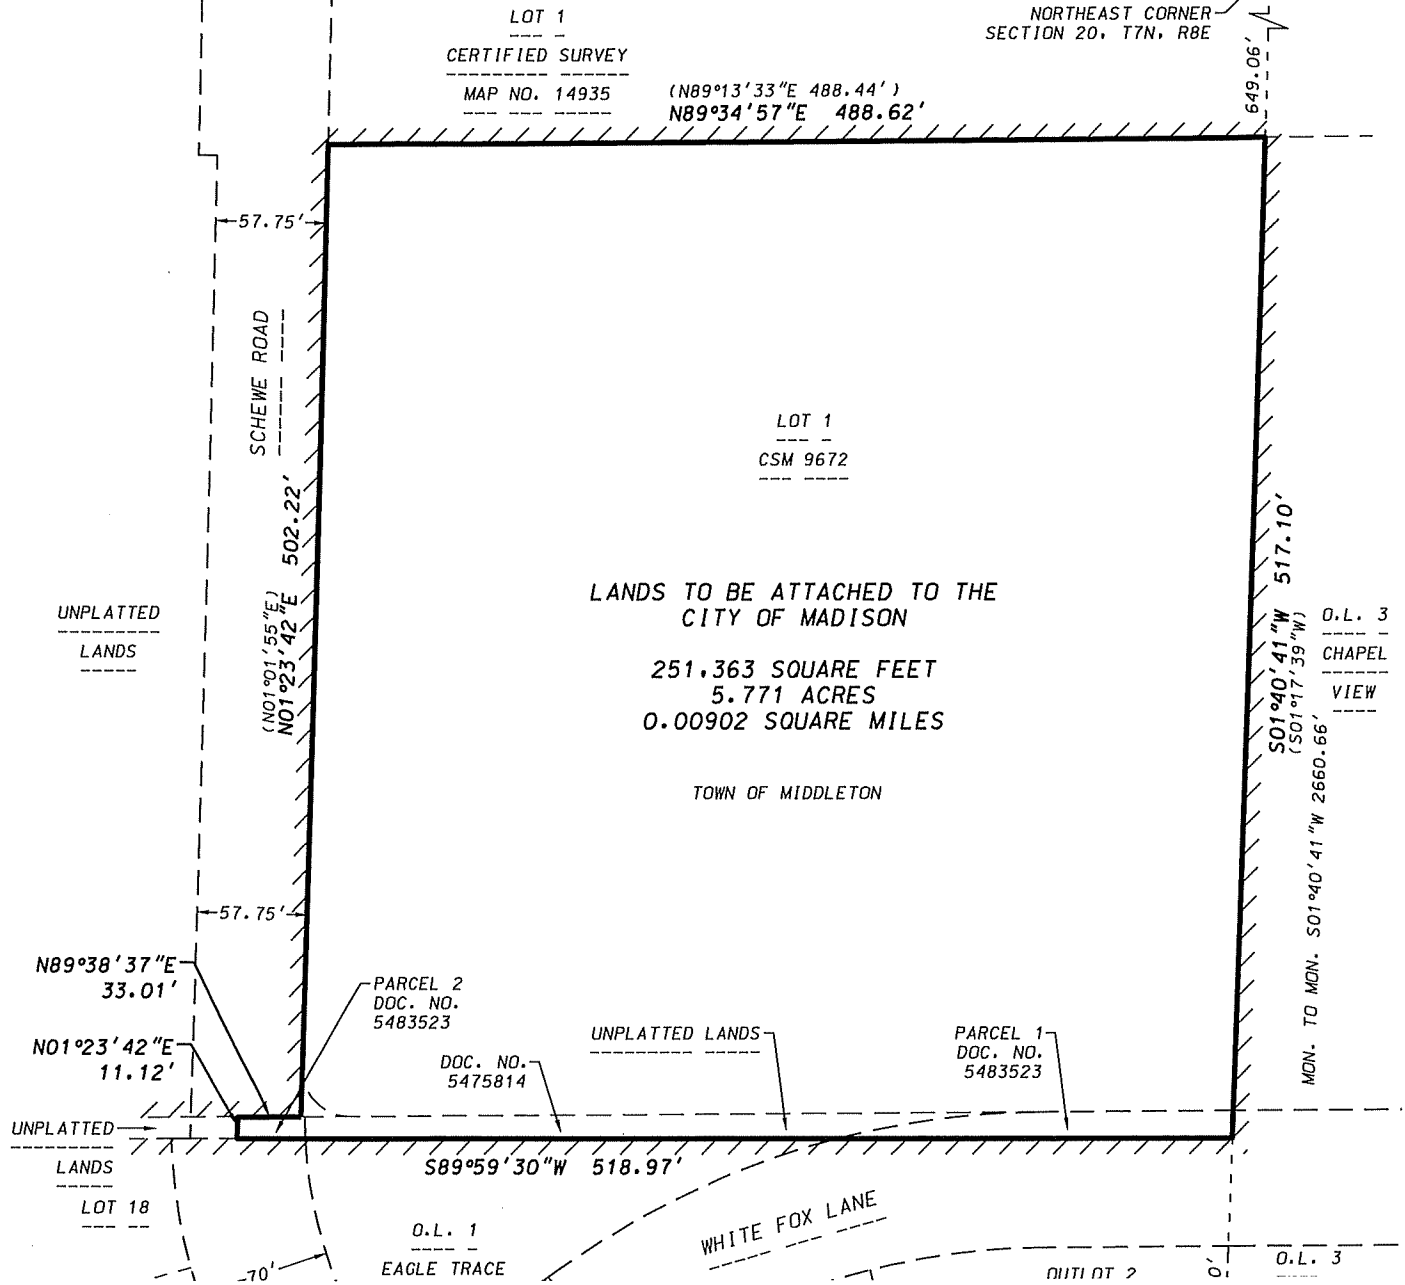 LOT 1
CERTIFIED SURVEY
MAP NO. 14935
NORTHEAST CORNER
SECTION 20, T7N, R8E
649.06'
(N89°13'33"E 488.44')
N89°34'57"E 488.62'
57.75'
SCHEWE ROAD
LOT 1
CSM 9672
N01°23'42"E 502.22'
(N01°01'55"E)
S01°40'41"W 517.10'
(S01°17'39"W)
MON. TO MON. S01°40'41"W 2660.66'
O.L. 3
CHAPEL
VIEW
UNPLATTED
LANDS
LANDS TO BE ATTACHED TO THE
CITY OF MADISON
251,363 SQUARE FEET
5.771 ACRES
0.00902 SQUARE MILES
TOWN OF MIDDLETON
57.75'
N89°38'37"E
33.01'
N01°23'42"E
11.12'
PARCEL 2
DOC. NO.
5483523
DOC. NO.
5475814
UNPLATTED LANDS
PARCEL 1
DOC. NO.
5483523
UNPLATTED
LANDS
LOT 18
S89°59'30"W 518.97'
O.L. 1
EAGLE TRACE
70'
WHITE FOX LANE
OUTLOT 2
0'
O.L. 3